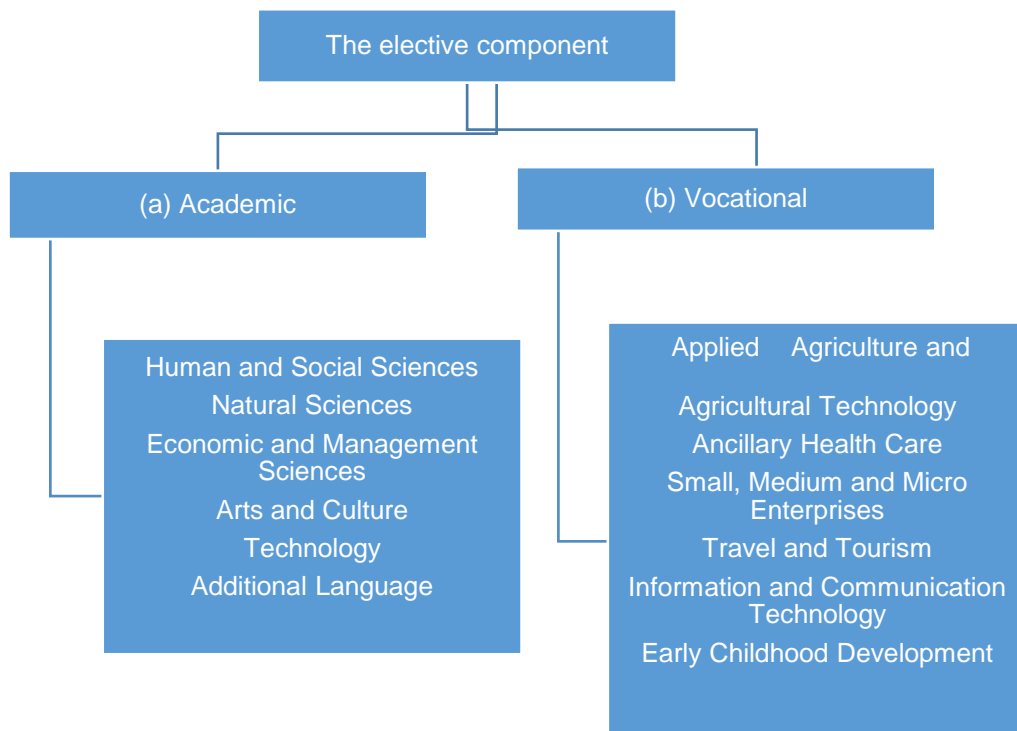 The elective component
(a) Academic
(b) Vocational
Human and Social Sciences
Natural Sciences
Economic and Management
Sciences
Arts and Culture
Technology
Additional Language
Applied Agriculture and
Agricultural Technology
Ancillary Health Care
Small, Medium and Micro
Enterprises
Travel and Tourism
Information and Communication
Technology
Early Childhood Development